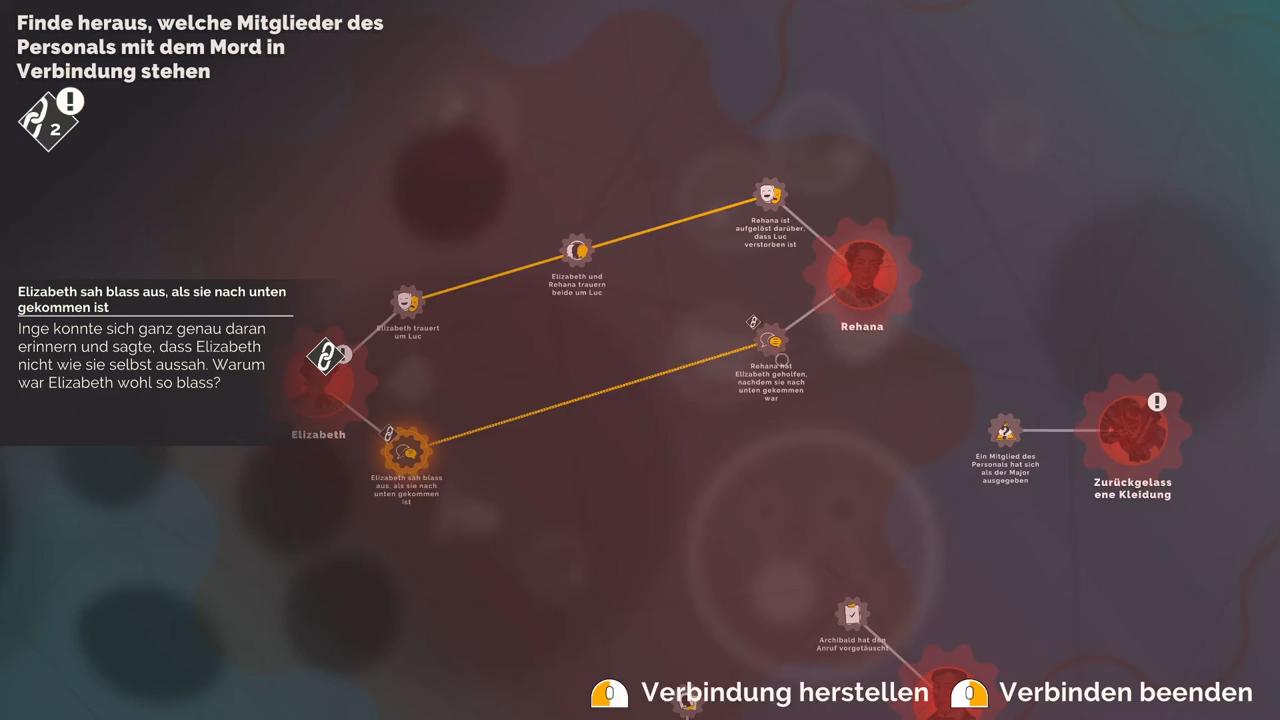 Finde heraus, welche Mitglieder des
Personals mit dem Mord in
Verbindung stehen
2
Elizabeth sah blass aus, als sie nach unten
gekommen ist
Inge konnte sich ganz genau daran
erinnern und sagte, dass Elizabeth
nicht wie sie selbst aussah. Warum
war Elizabeth wohl so blass?
Rehana ist
aufgelöst darüber,
dass Luc
verstorben ist
Elizabeth und
Rehana trauern
beide um Luc
Elizabeth trauert
um Luc
Rehana
Rehana hat
Elizabeth geholfen,
nachdem sie nach
unten gekommen
war
Elizabeth
Elizabeth sah blass
aus, als sie nach
unten gekommen
ist
Ein Mitglied des
Personals hat sich
als der Major
ausgegeben
Zurückgelass
ene Kleidung
Archibald hat den
Anruf vorgetäuscht
Verbindung herstellen
Verbinden beenden